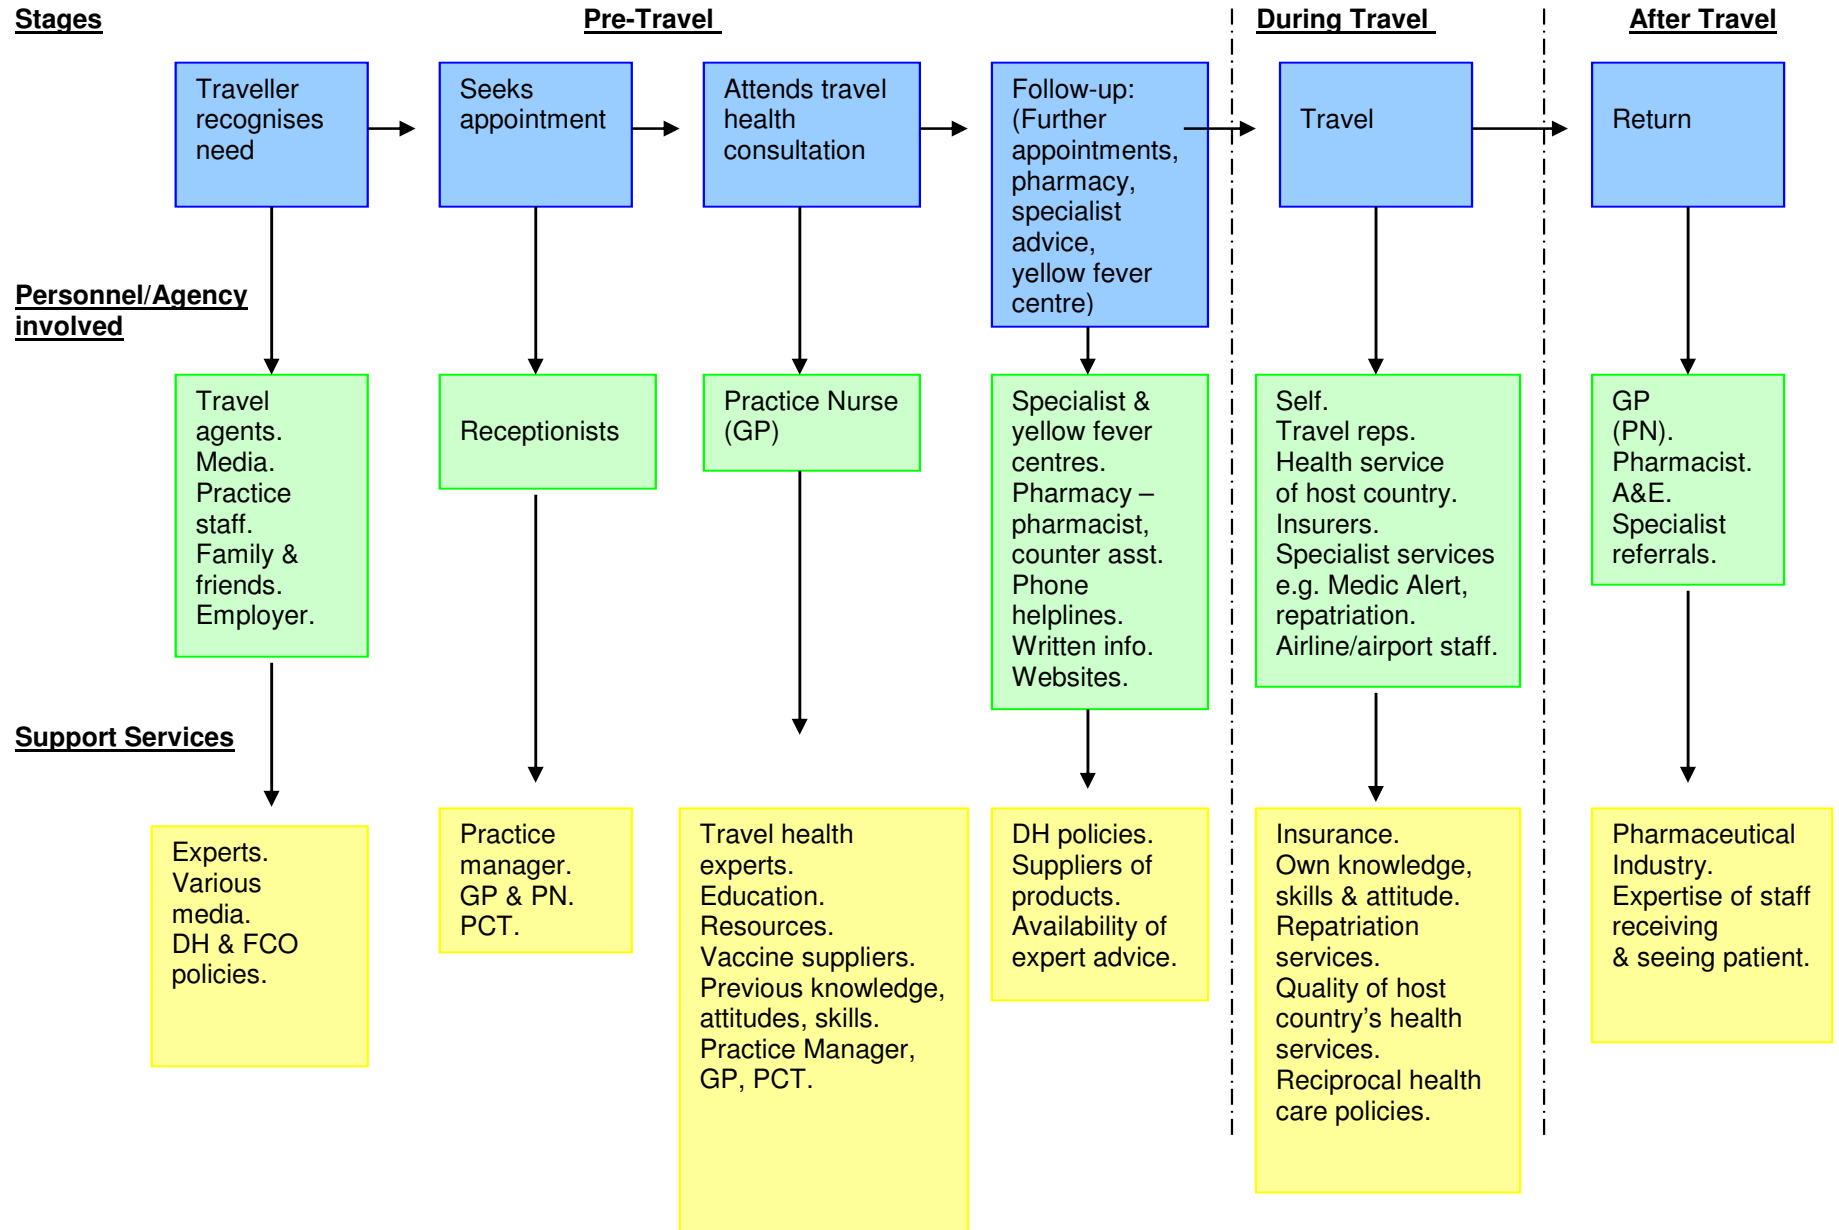 Stages
Pre-Travel
During Travel
After Travel
Traveller
recognises
need
Seeks
appointment
Attends travel
health
consultation
Follow-up:
(Further
appointments,
pharmacy,
specialist
advice,
yellow fever
centre)
Travel
Return
Personnel/Agency
involved
Travel
agents.
Media.
Practice
staff.
Family &
friends.
Employer.
Receptionists
Practice Nurse
(GP)
Specialist &
yellow fever
centres.
Pharmacy –
pharmacist,
counter asst.
Phone
helplines.
Written info.
Websites.
Self.
Travel reps.
Health service
of host country.
Insurers.
Specialist services
e.g. Medic Alert,
repatriation.
Airline/airport staff.
GP
(PN).
Pharmacist.
A&E.
Specialist
referrals.
Support Services
Experts.
Various
media.
DH & FCO
policies.
Practice
manager.
GP & PN.
PCT.
Travel health
experts.
Education.
Resources.
Vaccine suppliers.
Previous knowledge,
attitudes, skills.
Practice Manager,
GP, PCT.
DH policies.
Suppliers of
products.
Availability of
expert advice.
Insurance.
Own knowledge,
skills & attitude.
Repatriation
services.
Quality of host
country’s health
services.
Reciprocal health
care policies.
Pharmaceutical
Industry.
Expertise of staff
receiving
& seeing patient.